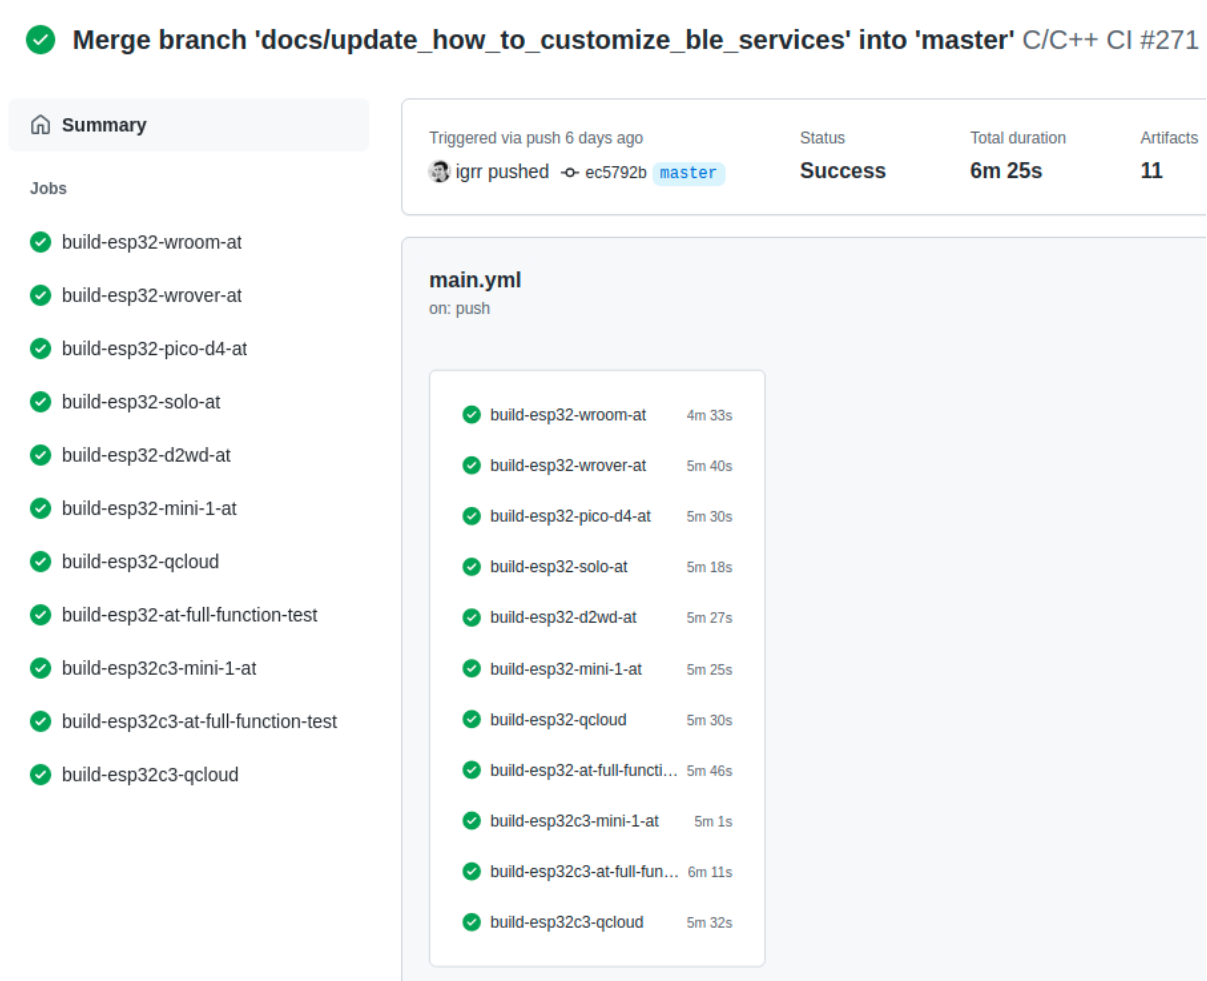 Merge branch 'docs/update_how_to_customize_ble_services' into 'master' C/C++ CI #271
Summary
Jobs
build-esp32-wroom-at
build-esp32-wrover-at
build-esp32-pico-d4-at
build-esp32-solo-at
build-esp32-d2wd-at
build-esp32-mini-1-at
build-esp32-qcloud
build-esp32-at-full-function-test
build-esp32c3-mini-1-at
build-esp32c3-at-full-function-test
build-esp32c3-qcloud
Triggered via push 6 days ago
igrr pushed ec5792b master
Status
Success
Total duration
6m 25s
Artifacts
11
main.yml
on: push
build-esp32-wroom-at 4m 33s
build-esp32-wrover-at 5m 40s
build-esp32-pico-d4-at 5m 30s
build-esp32-solo-at 5m 18s
build-esp32-d2wd-at 5m 27s
build-esp32-mini-1-at 5m 25s
build-esp32-qcloud 5m 30s
build-esp32-at-full-functi... 5m 46s
build-esp32c3-mini-1-at 5m 1s
build-esp32c3-at-full-fun... 6m 11s
build-esp32c3-qcloud 5m 32s